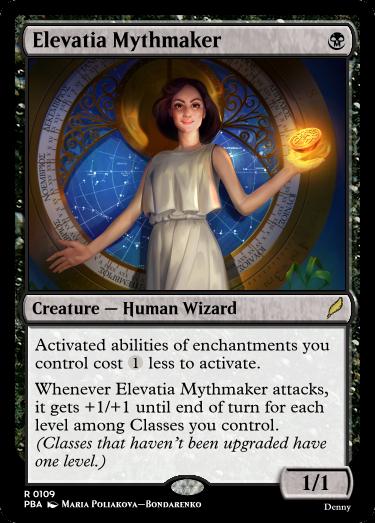 Elevatia Mythmaker
Creature — Human Wizard
Activated abilities of enchantments you
control cost 1 less to activate.
Whenever Elevatia Mythmaker attacks,
it gets +1/+1 until end of turn for each
level among Classes you control.
(Classes that haven't been upgraded have
one level.)
1/1
R 0109
PBA Maria Poliakova–Bondarenko
Denny